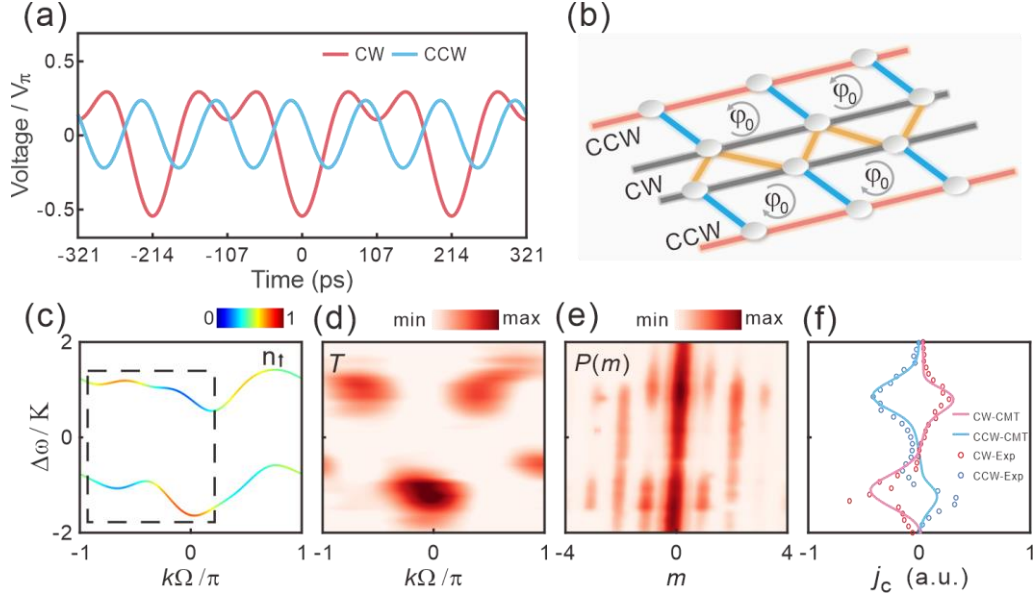 (a)
CW CCW
Voltage / Vπ
0.5
0
-0.5
-321 -214 -107 0 107 214 321
Time (ps)
(b)
φ0 φ0
CCW
CW
φ0 φ0
CCW
(c)
0 1
n↑
Δω / K
2
0
-2
-1 0 1
kΩ/π
(d)
min max
T
-1 0 1
kΩ/π
(e)
min max
P(m)
-4 0 4
m
(f)
CW-CMT
CCW-CMT
CW-Exp
CCW-Exp
-1 0 1
jc (a.u.)